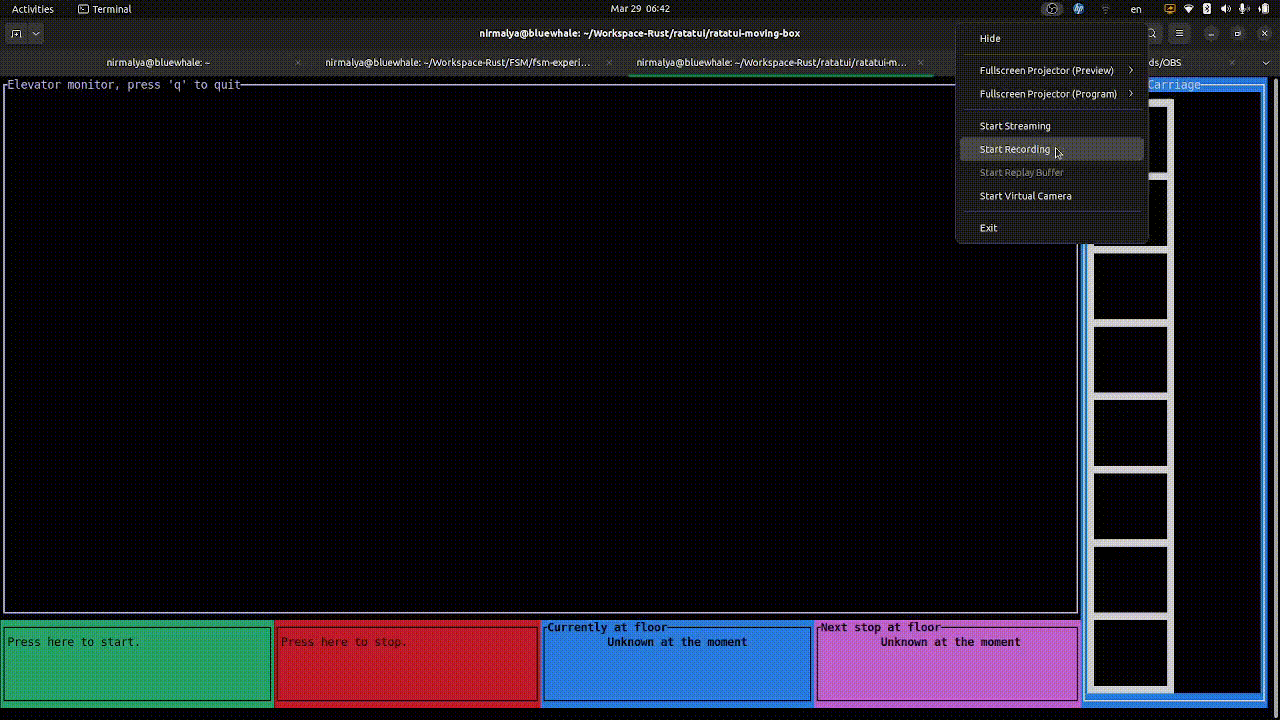 Activities
Terminal
Mar 29 06:42
en
nirmalya@bluewhale: ~/Workspace-Rust/ratatui/ratatui-moving-box
nirmalya@bluewhale: ~
nirmalya@bluewhale: ~/Workspace-Rust/FSM/fsm-experi...
nirmalya@bluewhale: ~/Workspace-Rust/ratatui/ratatui-m...
ds/OBS
Elevator monitor, press 'q' to quit
Carriage
Hide
Fullscreen Projector (Preview)
Fullscreen Projector (Program)
Start Streaming
Start Recording
Start Replay Buffer
Start Virtual Camera
Exit
Press here to start.
Press here to stop.
Currently at floor
Unknown at the moment
Next stop at floor
Unknown at the moment